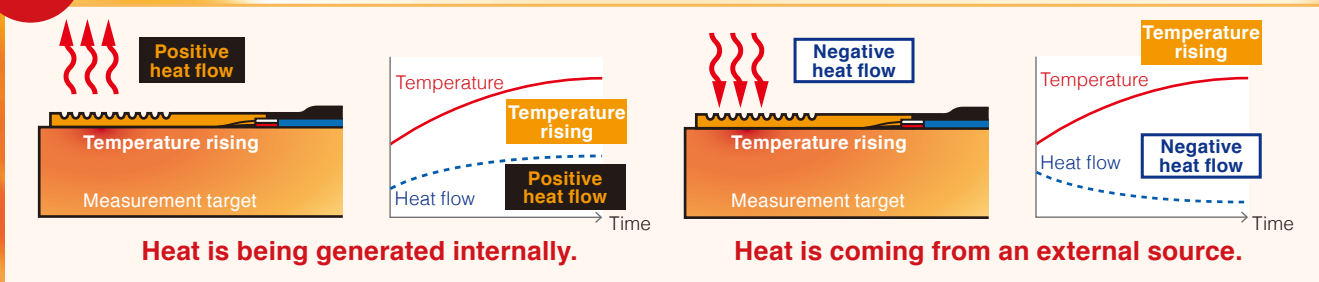 Positive
heat flow
Temperature rising
Measurement target
Temperature
Temperature
rising
Heat flow
Positive
heat flow
Time
Heat is being generated internally.
Negative
heat flow
Temperature rising
Measurement target
Temperature
rising
Temperature
Heat flow
Negative
heat flow
Time
Heat is coming from an external source.